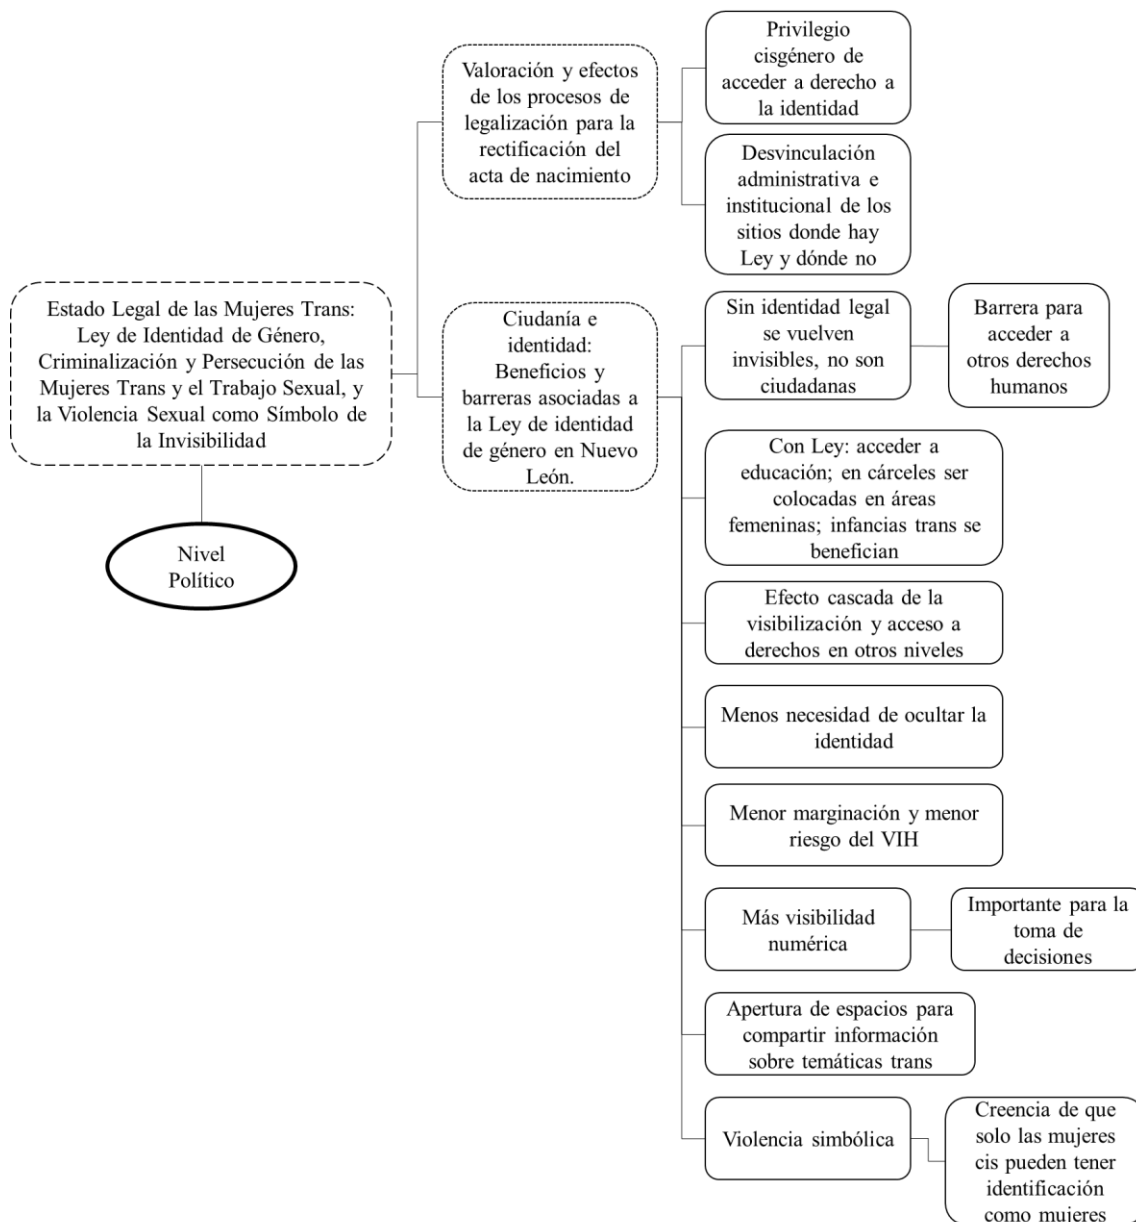 Privilegio
cisgénero de
acceder a derecho a
la identidad
Valoración y efectos
de los procesos de
legalización para la
rectificación del
acta de nacimiento
Desvinculación
administrativa e
institucional de los
sitios donde hay
Ley y dónde no
Estado Legal de las Mujeres Trans:
Ley de Identidad de Género,
Criminalización y Persecución de las
Mujeres Trans y el Trabajo Sexual, y
la Violencia Sexual como Símbolo de
la Invisibilidad
Nivel
Político
Ciudanía e
identidad:
Beneficios y
barreras asociadas a
la Ley de identidad
de género en Nuevo
León.
Sin identidad legal
se vuelven
invisibles, no son
ciudadanas
Barrera para
acceder a
otros derechos
humanos
Con Ley: acceder a
educación; en cárceles ser
colocadas en áreas
femeninas; infancias trans se
benefician
Efecto cascada de la
visibilización y acceso a
derechos en otros niveles
Menos necesidad de ocultar la
identidad
Menor marginación y menor
riesgo del VIH
Más visibilidad
numérica
Importante para la
toma de
decisiones
Apertura de espacios para
compartir información
sobre temáticas trans
Violencia simbólica
Creencia de que
solo las mujeres
cis pueden tener
identificación
como mujeres